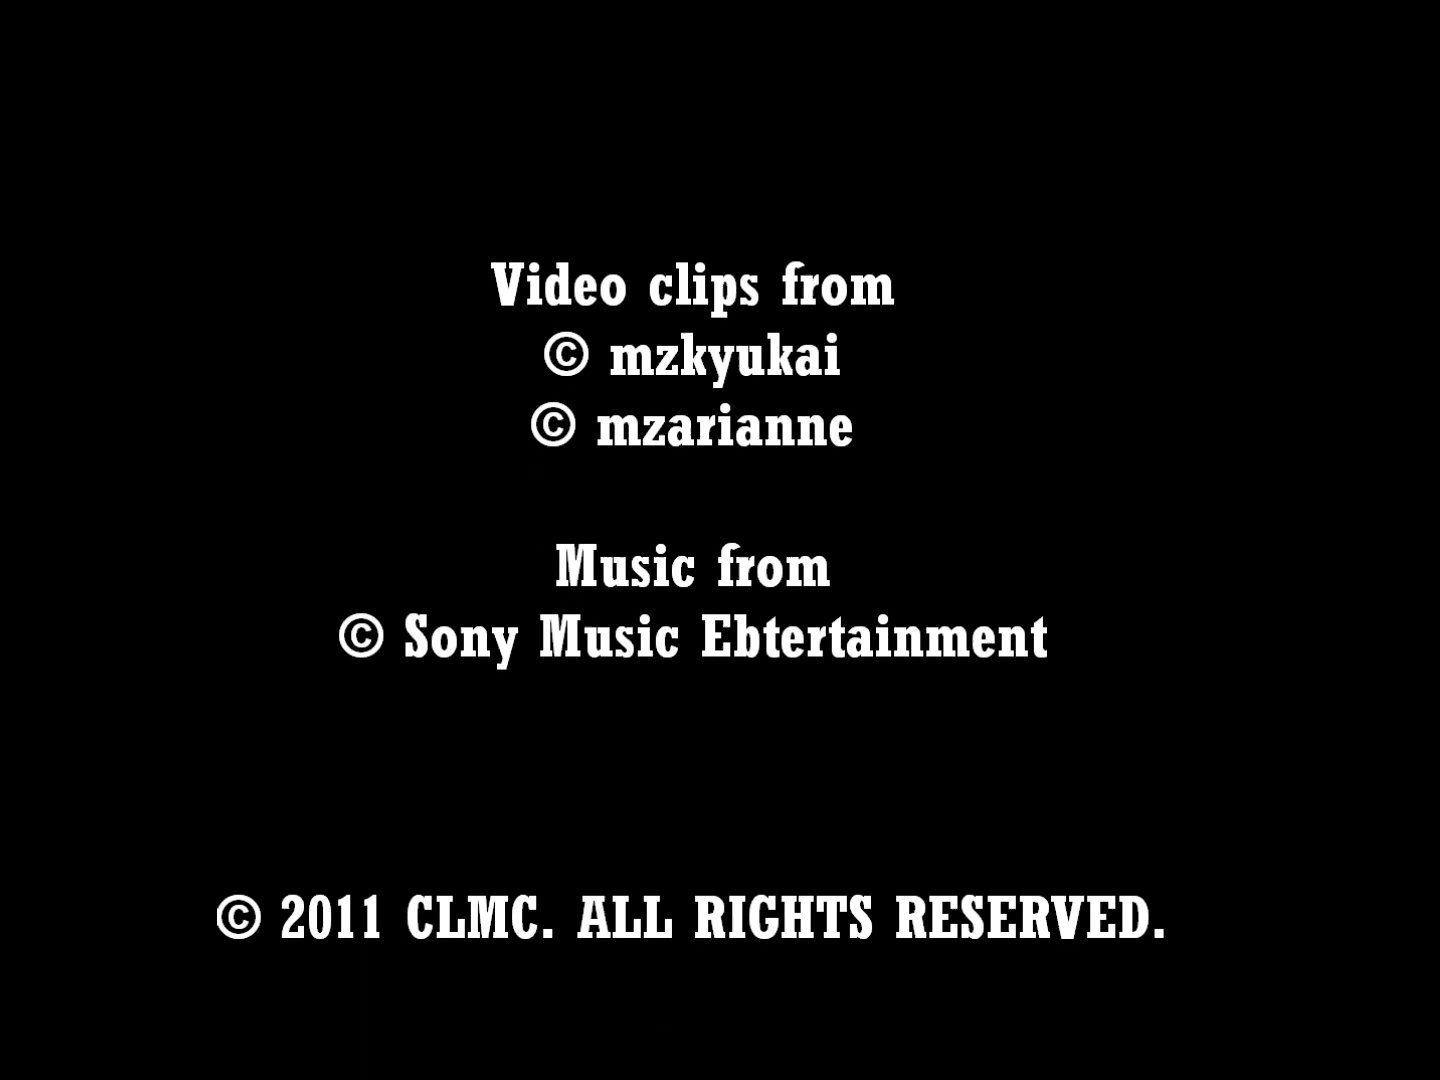 Video clips from
© mzkyukai
© mzarianne
Music from
© Sony Music Ebtertainment
© 2011 CLMC. ALL RIGHTS RESERVED.